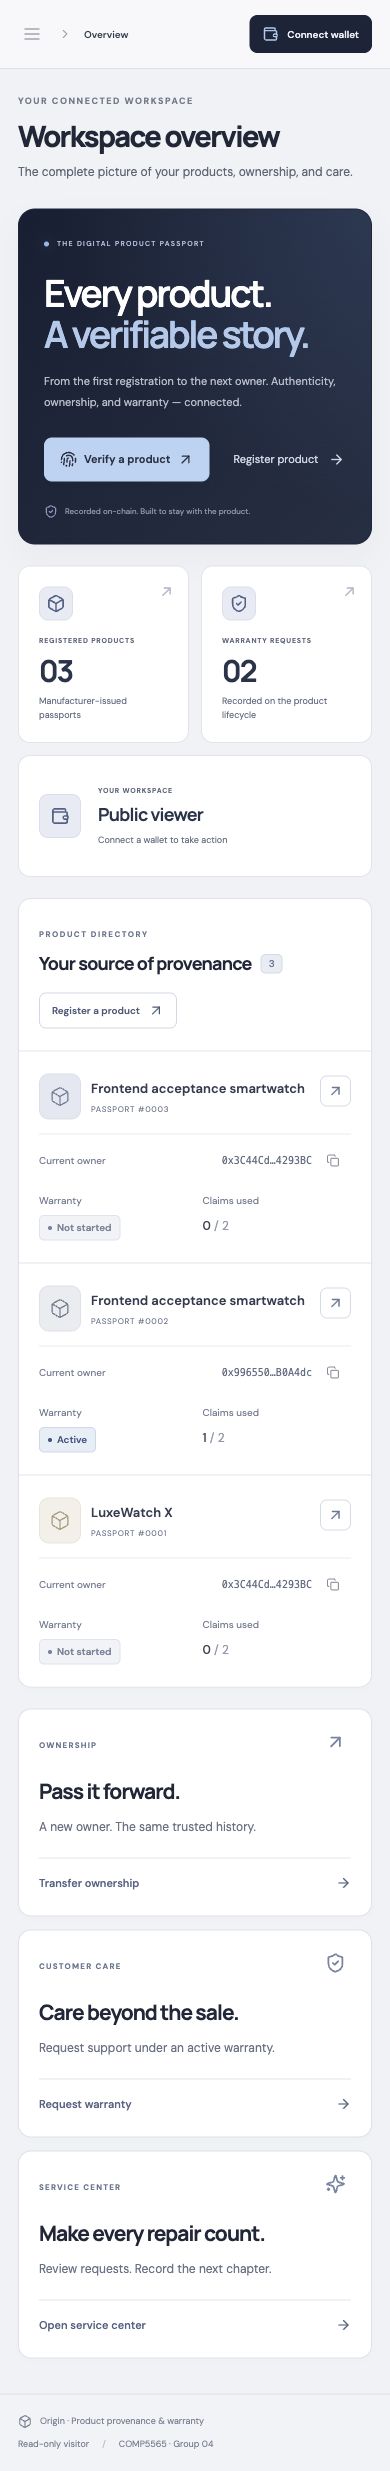 Overview
Connect wallet
YOUR CONNECTED WORKSPACE
Workspace overview
The complete picture of your products, ownership, and care.
THE DIGITAL PRODUCT PASSPORT
Every product.
A verifiable story.
From the first registration to the next owner. Authenticity,
ownership, and warranty — connected.
Verify a product
Register product
Recorded on-chain. Built to stay with the product.
REGISTERED PRODUCTS
03
Manufacturer-issued
passports
WARRANTY REQUESTS
02
Recorded on the product
lifecycle
YOUR WORKSPACE
Public viewer
Connect a wallet to take action
PRODUCT DIRECTORY
Your source of provenance 3
Register a product
Frontend acceptance smartwatch
PASSPORT #0003
Current owner 0x3C44Cd…4293BC
Warranty Claims used
Not started 0 / 2
Frontend acceptance smartwatch
PASSPORT #0002
Current owner 0x996550…B0A4dc
Warranty Claims used
Active 1 / 2
LuxeWatch X
PASSPORT #0001
Current owner 0x3C44Cd…4293BC
Warranty Claims used
Not started 0 / 2
OWNERSHIP
Pass it forward.
A new owner. The same trusted history.
Transfer ownership
CUSTOMER CARE
Care beyond the sale.
Request support under an active warranty.
Request warranty
SERVICE CENTER
Make every repair count.
Review requests. Record the next chapter.
Open service center
Origin · Product provenance & warranty
Read-only visitor / COMP5565 · Group 04